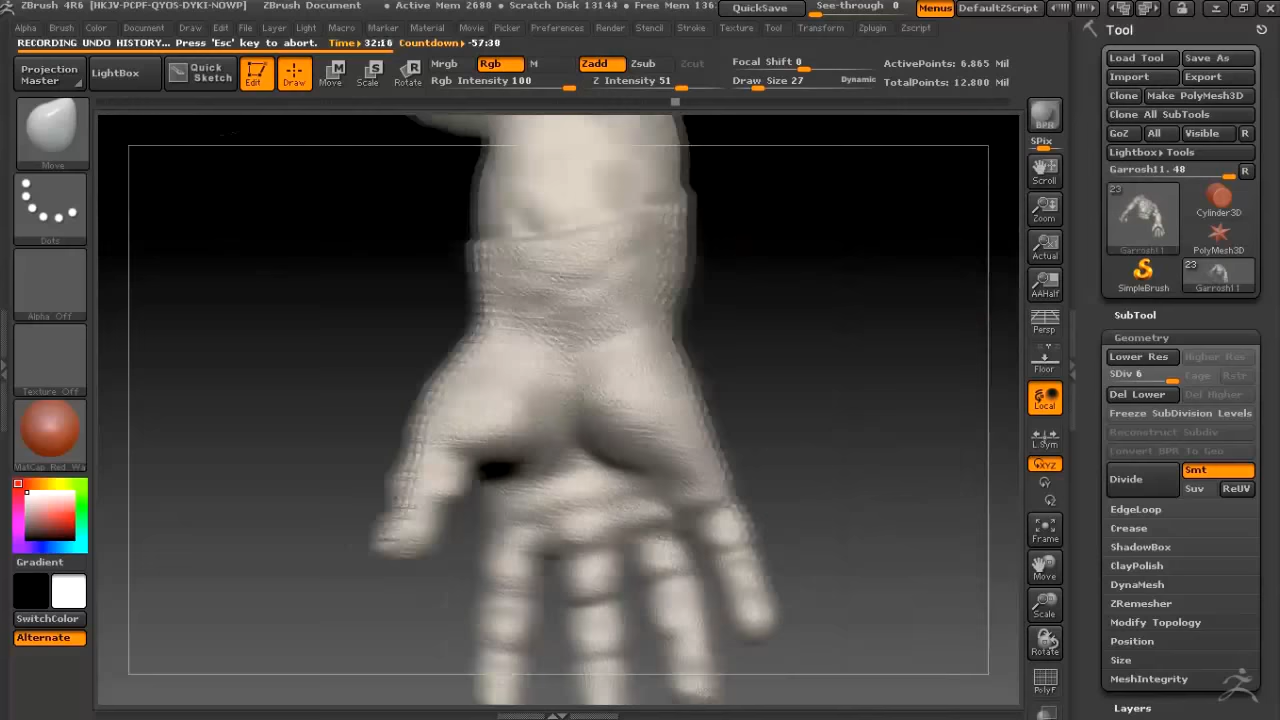 ZBrush 4R6 [HKJV-PCPF-QYOS-DYKI-NOWP] ZBrush Document • Active Mem 2688 • Scratch Disk 13144 • Free Mem 136 QuickSave See-through 0 Menus DefaultZScript
Alpha Brush Color Document Draw Edit File Layer Light Macro Marker Material Movie Picker Preferences Render Stencil Stroke Texture Tool Transform Zplugin Zscript
RECORDING UNDO HISTORY... Press 'Esc' key to abort. Time▸32:10 Countdown▸-57:30
Projection Master
LightBox
Quick Sketch
Edit
Draw
Move
Scale
Rotate
Mrgb Rgb M
Rgb Intensity 100
Zadd Zsub Zcut
Z Intensity 51
Focal Shift 0
Draw Size 27 Dynamic
ActivePoints: 6.865 Mil
TotalPoints: 12.800 Mil
Move
Dots
Alpha Off
Texture Off
MatCap Red Wa
Gradient
SwitchColor
Alternate
BPR
SPix
Scroll
Zoom
Actual
AAHalf
Persp
Floor
Local
L.Sym
XYZ
Frame
Move
Scale
Rotate
PolyF
Tool
Load Tool Save As
Import Export
Clone Make PolyMesh3D
Clone All SubTools
GoZ All Visible R
Lightbox▸Tools
Garrosh11. 48 R
23
Garrosh11
Cylinder3D
PolyMesh3D
SimpleBrush
23
Garrosh11
SubTool
Geometry
Lower Res Higher Res
SDiv 6 Cage Rstr
Del Lower Del Higher
Freeze SubDivision Levels
Reconstruct Subdiv
Convert BPR To Geo
Divide
Smt
Suv ReUV
EdgeLoop
Crease
ShadowBox
ClayPolish
DynaMesh
ZRemesher
Modify Topology
Position
Size
MeshIntegrity
Layers